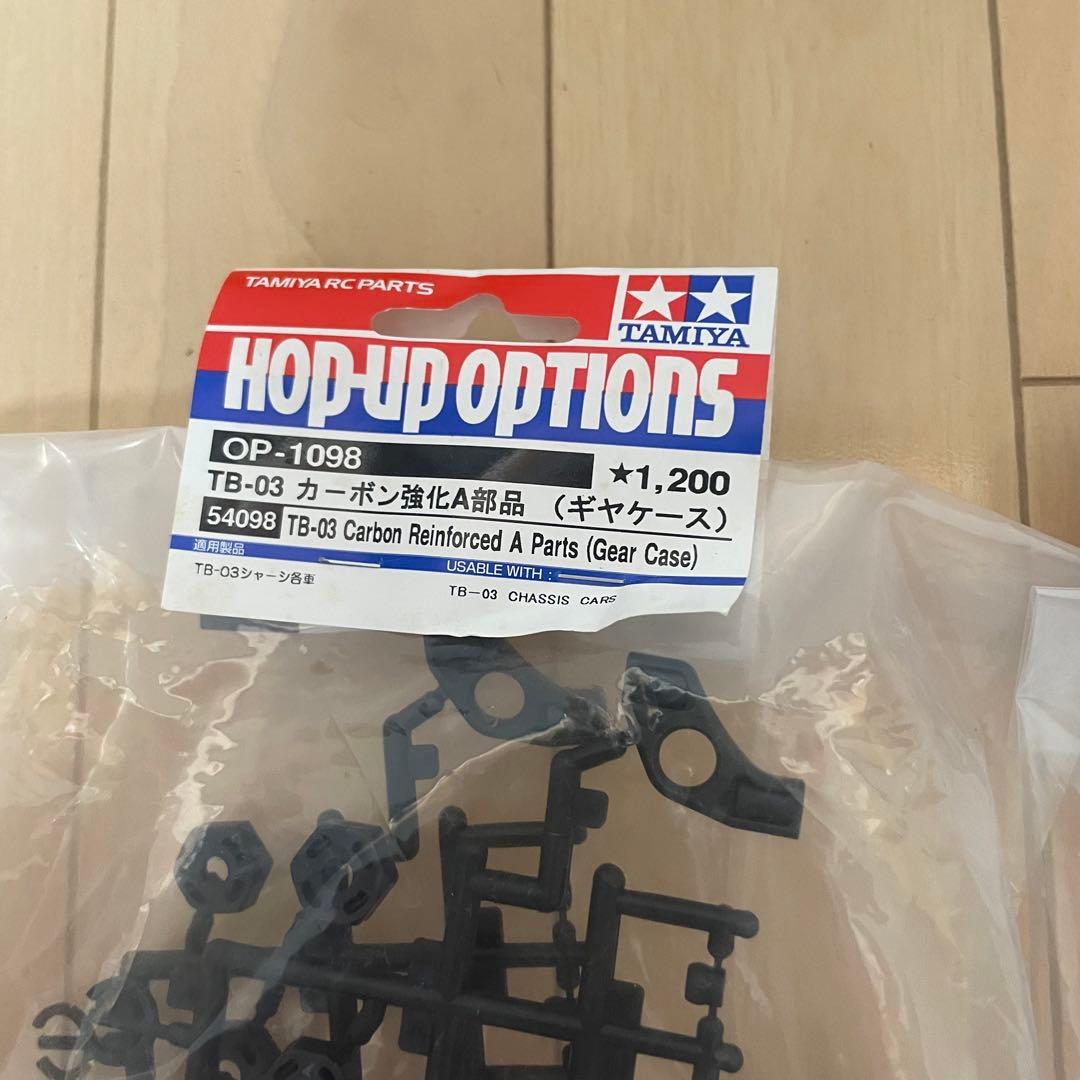 TAMIYA RC PARTS
TAMIYA
HOP-UP OPTIONS
OP-1098
★1,200
TB-03 カーボン強化A部品 (ギヤケース)
54098 TB-03 Carbon Reinforced A Parts (Gear Case)
適用製品
USABLE WITH :
TB-03シャーシ各車
TB-03 CHASSIS CARS